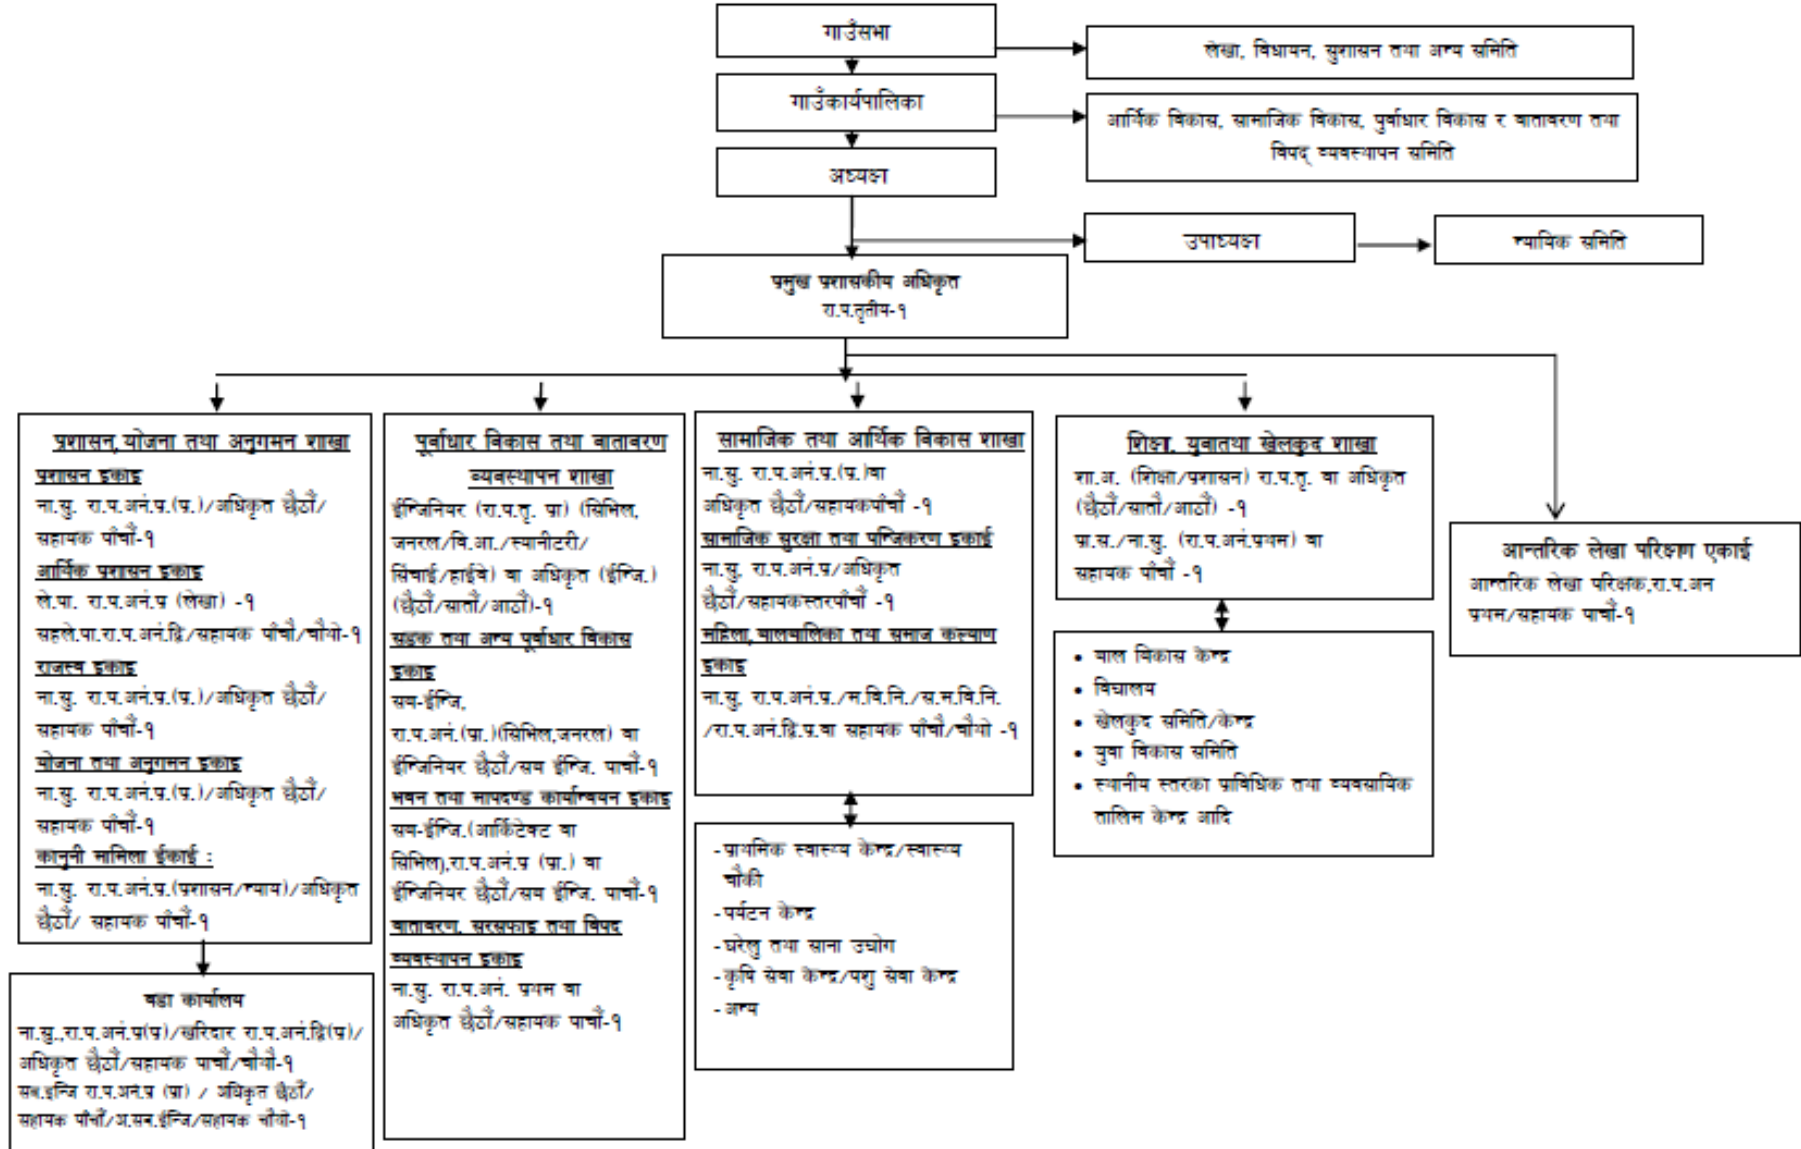 गाउँसभा
लेखा, विधायन, सुशासन तथा अन्य समिति
गाउँकार्यपालिका
आर्थिक विकास, सामाजिक विकास, पुर्वाधार विकास र वातावरण तथा
विपद् व्यवस्थापन समिति
अध्यक्ष
उपाध्यक्ष
न्यायिक समिति
प्रमुख प्रशासकीय अधिकृत
रा.प.तृतीय-१
प्रशासन,योजना तथा अनुगमन शाखा
प्रशासन इकाइ
ना.सु. रा.प.अनं.प्र.(प्र.)/अधिकृत छैठौँ/
सहायक पाँचौँ-१
आर्थिक प्रशासन इकाइ
ले.पा. रा.प.अनं.प्र (लेखा) -१
सहले.पा.रा.प.अनं.द्वि/सहायक पाँचौ/चौथो-१
राजस्व इकाइ
ना.सु. रा.प.अनं.प्र.(प्र.)/अधिकृत छैठौँ/
सहायक पाँचौँ-१
योजना तथा अनुगमन इकाइ
ना.सु. रा.प.अनं.प्र.(प्र.)/अधिकृत छैठौँ/
सहायक पाँचौँ-१
कानुनी मामिला ईकाई :
ना.सु. रा.प.अनं.प्र.(प्रशासन/न्याय)/अधिकृत
छैठौँ/ सहायक पाँचौँ-१
वडा कार्यालय
ना.सु.,रा.प.अनं.प्र(प्र)/खरिदार रा.प.अनं.द्वि(प्र)/
अधिकृत छैठौँ/सहायक पाचौँ/चौथौ-१
सब.इन्जि रा.प.अनं.प्र (प्रा) / अधिकृत छैठौँ/
सहायक पाँचौँ/अ.सब.ईन्जि/सहायक चौथो-१
पूर्वाधार विकास तथा वातावरण
व्यवस्थापन शाखा
ईन्जिनियर (रा.प.तृ. प्रा) (सिभिल,
जनरल/वि.आ./स्यानीटरी/
सिंचाई/हाईवे) वा अधिकृत (ईन्जि.)
(छैठौँ/सातौँ/आठौँ)-१
सडक तथा अन्य पूर्वाधार विकास
इकाइ
सव-ईन्जि.
रा.प.अनं.(प्रा.)(सिभिल,जनरल) वा
ईन्जिनियर छैठौँ/सव ईन्जि. पाचौँ-१
भवन तथा मापदण्ड कार्यान्वयन इकाइ
सव-ईन्जि.(आर्किटेक्ट वा
सिभिल),रा.प.अनं.प्र (प्रा.) वा
ईन्जिनियर छैठौँ/सव ईन्जि. पाचौँ-१
वातावरण, सरसफाइ तथा विपद
व्यवस्थापन इकाइ
ना.सु. रा.प.अनं. प्रथम वा
अधिकृत छैठौँ/सहायक पाचौँ-१
सामाजिक तथा आर्थिक विकास शाखा
ना.सु. रा.प.अनं.प्र.(प्र.)वा
अधिकृत छैठौँ/सहायकपाँचौँ -१
सामाजिक सुरक्षा तथा पन्जिकरण इकाई
ना.सु. रा.प.अनं.प्र/अधिकृत
छैठौँ/सहायकस्तरपाँचौँ -१
महिला,बालबालिका तथा समाज कल्याण
इकाइ
ना.सु. रा.प.अनं.प्र./म.वि.नि./स.म.वि.नि.
/रा.प.अनं.द्वि.प्र.वा सहायक पाँचौ/चौथो -१
-प्राथमिक स्वास्थ्य केन्द्र/स्वास्थ्य
चौकी
-पर्यटन केन्द्र
-घरेलु तथा साना उद्योग
-कृषि सेवा केन्द्र/पशु सेवा केन्द्र
-अन्य
शिक्षा, युवातथा खेलकुद शाखा
शा.अ. (शिक्षा/प्रशासन) रा.प.तृ. वा अधिकृत
(छैठौँ/सातौँ/आठौँ) -१
प्रा.स./ना.सु. (रा.प.अनं.प्रथम) वा
सहायक पाँचौँ -१
• बाल विकास केन्द्र
• विद्यालय
• खेलकुद समिति/केन्द्र
• युवा विकास समिति
• स्थानीय स्तरका प्राविधिक तथा व्यवसायिक
तालिम केन्द्र आदि
आन्तरिक लेखा परिक्षण एकाई
आन्तरिक लेखा परिक्षक,रा.प.अन
प्रथम/सहायक पाचौँ-१